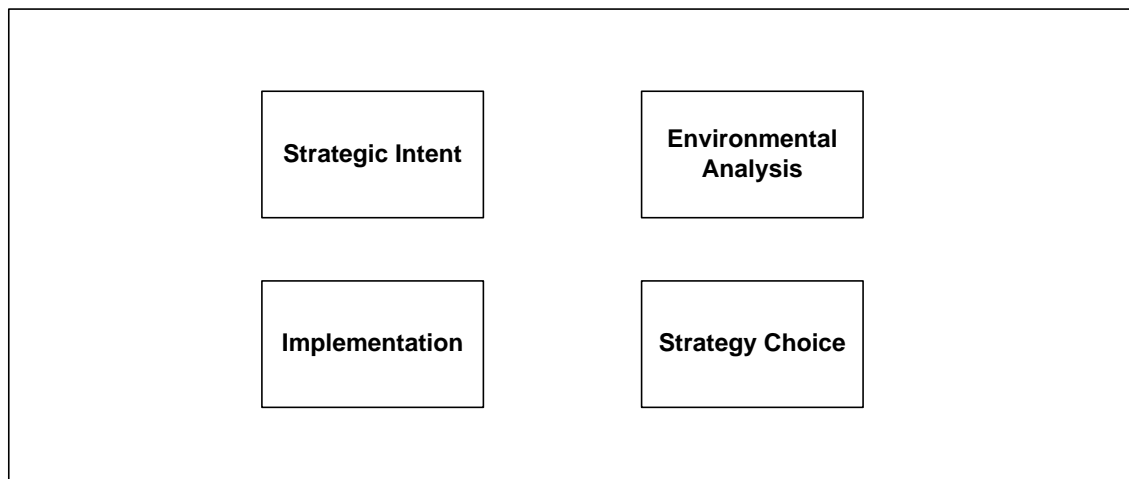 Strategic Intent
Environmental
Analysis
Implementation
Strategy Choice